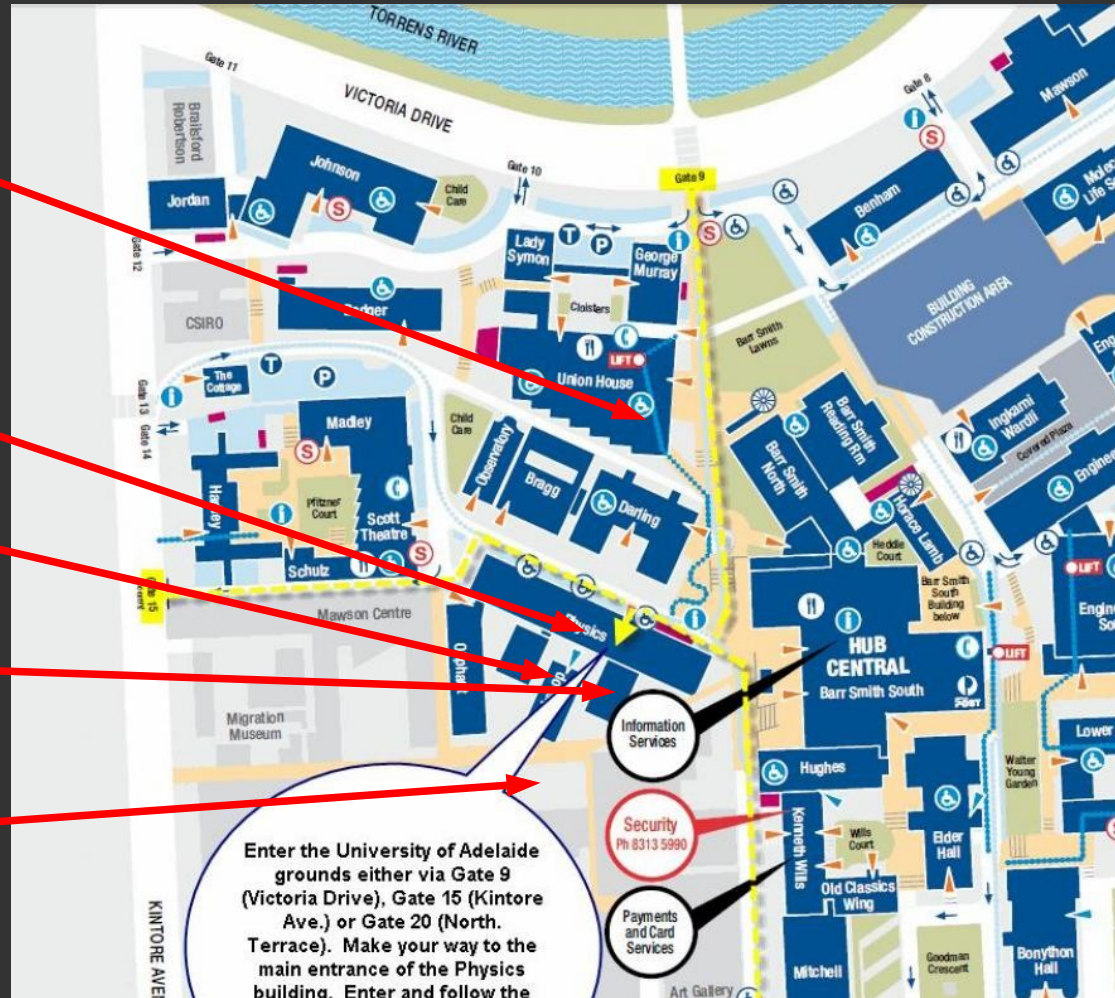 TORRENS RIVER
VICTORIA DRIVE
Gate 11
Gate 10
Gate 9
Gate 8
Mawson
Brailsford
Robertson
Jordan
Johnson
S
Child
Care
Benham
S
Gate 12
Lady
Symon
T
P
George
Murray
S
BUILDING
CONSTRUCTION AREA
CSIRO
Cloisters
LIFT
Union House
Barr Smith
Lawns
The
Cottage
T
P
Gate 13
Gate 14
Madley
S
Child
Care
Observatory
Bragg
Darling
Barr Smith
Reading Rm
Barr Smith
North
Ingkarni
Wardli
Covered Plaza
Horace Lamb
Heddle
Court
Pfitzner
Court
Scott
Theatre
S
Schulz
Gate 15
Mawson Centre
Physics
Barr Smith
South
Building
below
LIFT
LIFT
HUB
CENTRAL
Barr Smith South
POST
Migration
Museum
Information
Services
Hughes
Lower
Walter
Young
Garden
Security
Ph 8313 5990
Kenneth Wills
Wills
Court
Elder
Hall
Old Classics
Wing
Payments
and Card
Services
Mitchell
Goodman
Crescent
Bonython
Hall
Art Gallery
KINTORE AVE
Enter the University of Adelaide
grounds either via Gate 9
(Victoria Drive), Gate 15 (Kintore
Ave.) or Gate 20 (North.
Terrace). Make your way to the
main entrance of the Physics
building. Enter and follow the